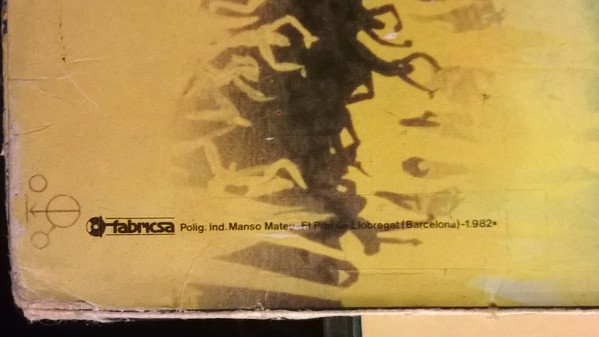 fabricsa Polig. Ind. Manso Mateu. El Prat de Llobregat (Barcelona)-1.982*